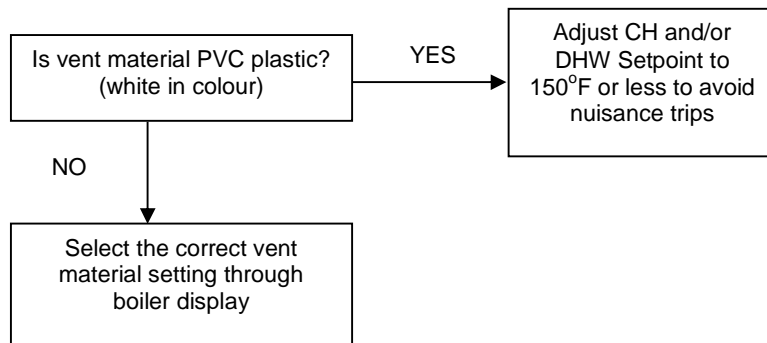 Is vent material PVC plastic?
(white in colour)
YES
Adjust CH and/or
DHW Setpoint to
150°F or less to avoid
nuisance trips
NO
Select the correct vent
material setting through
boiler display